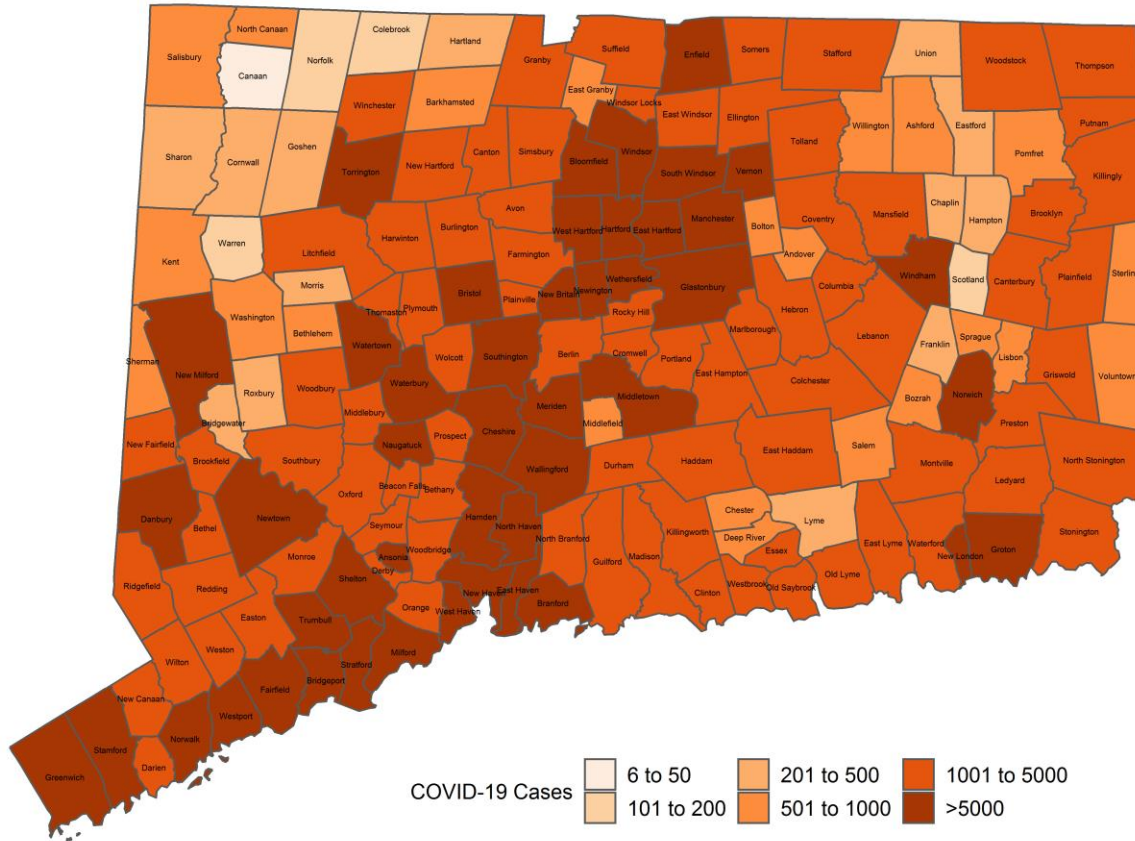 North Canaan
Colebrook
Hartland
Salisbury
Norfolk
Canaan
Granby
Suffield
Enfield
Somers
Stafford
Union
Woodstock
Thompson
Winchester
Barkhamsted
East Granby
Windsor Locks
East Windsor
Ellington
Willington
Ashford
Eastford
Putnam
Pomfret
Killingly
Sharon
Cornwall
Goshen
Torrington
New Hartford
Canton
Simsbury
Bloomfield
Windsor
South Windsor
Vernon
Tolland
Kent
Warren
Litchfield
Harwinton
Burlington
Avon
Farmington
West Hartford
Hartford
East Hartford
Manchester
Bolton
Coventry
Andover
Mansfield
Chaplin
Hampton
Brooklyn
Windham
Scotland
Canterbury
Plainfield
Sterlin
Morris
Washington
Bethlehem
Thomaston
Plymouth
Bristol
Plainville
New Britain
Newington
Wethersfield
Glastonbury
Rocky Hill
Hebron
Columbia
Marlborough
Lebanon
Franklin
Sprague
Lisbon
Griswold
Voluntown
Sherman
New Milford
Roxbury
Bridgewater
Woodbury
Watertown
Waterbury
Wolcott
Southington
Berlin
Cromwell
Portland
East Hampton
Middletown
Middlefield
Colchester
Bozrah
Norwich
Preston
New Fairfield
Brookfield
Southbury
Middlebury
Naugatuck
Prospect
Cheshire
Meriden
Wallingford
Durham
Haddam
East Haddam
Salem
Montville
Ledyard
North Stonington
Danbury
Bethel
Newtown
Oxford
Beacon Falls
Bethany
Seymour
Woodbridge
Hamden
North Haven
North Branford
Guilford
Madison
Killingworth
Chester
Deep River
Essex
Lyme
East Lyme
Waterford
New London
Groton
Stonington
Ridgefield
Redding
Monroe
Ansonia
Derby
Shelton
Orange
West Haven
New Haven
East Haven
Branford
Clinton
Westbrook
Old Saybrook
Old Lyme
Easton
Trumbull
Wilton
Weston
Fairfield
Bridgeport
Stratford
Milford
New Canaan
Westport
Norwalk
Darien
Stamford
Greenwich
COVID-19 Cases
6 to 50
201 to 500
1001 to 5000
101 to 200
501 to 1000
>5000